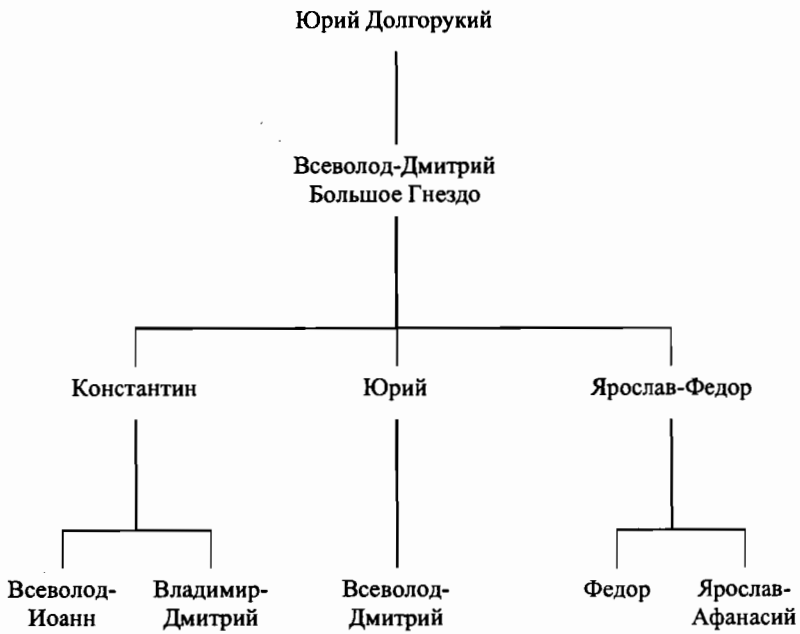 Юрий Долгорукий
Всеволод-Дмитрий
Большое Гнездо
Константин
Юрий
Ярослав-Федор
Всеволод-
Иоанн
Владимир-
Дмитрий
Всеволод-
Дмитрий
Федор
Ярослав-
Афанасий